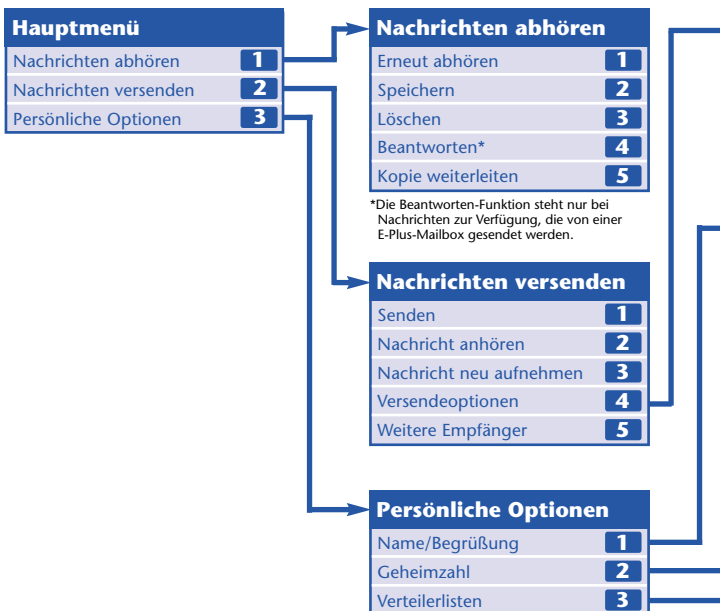 Hauptmenü
Nachrichten abhören 1
Nachrichten versenden 2
Persönliche Optionen 3
Nachrichten abhören
Erneut abhören 1
Speichern 2
Löschen 3
Beantworten* 4
Kopie weiterleiten 5
*Die Beantworten-Funktion steht nur bei
Nachrichten zur Verfügung, die von einer
E-Plus-Mailbox gesendet werden.
Nachrichten versenden
Senden 1
Nachricht anhören 2
Nachricht neu aufnehmen 3
Versendeoptionen 4
Weitere Empfänger 5
Persönliche Optionen
Name/Begrüßung 1
Geheimzahl 2
Verteilerlisten 3